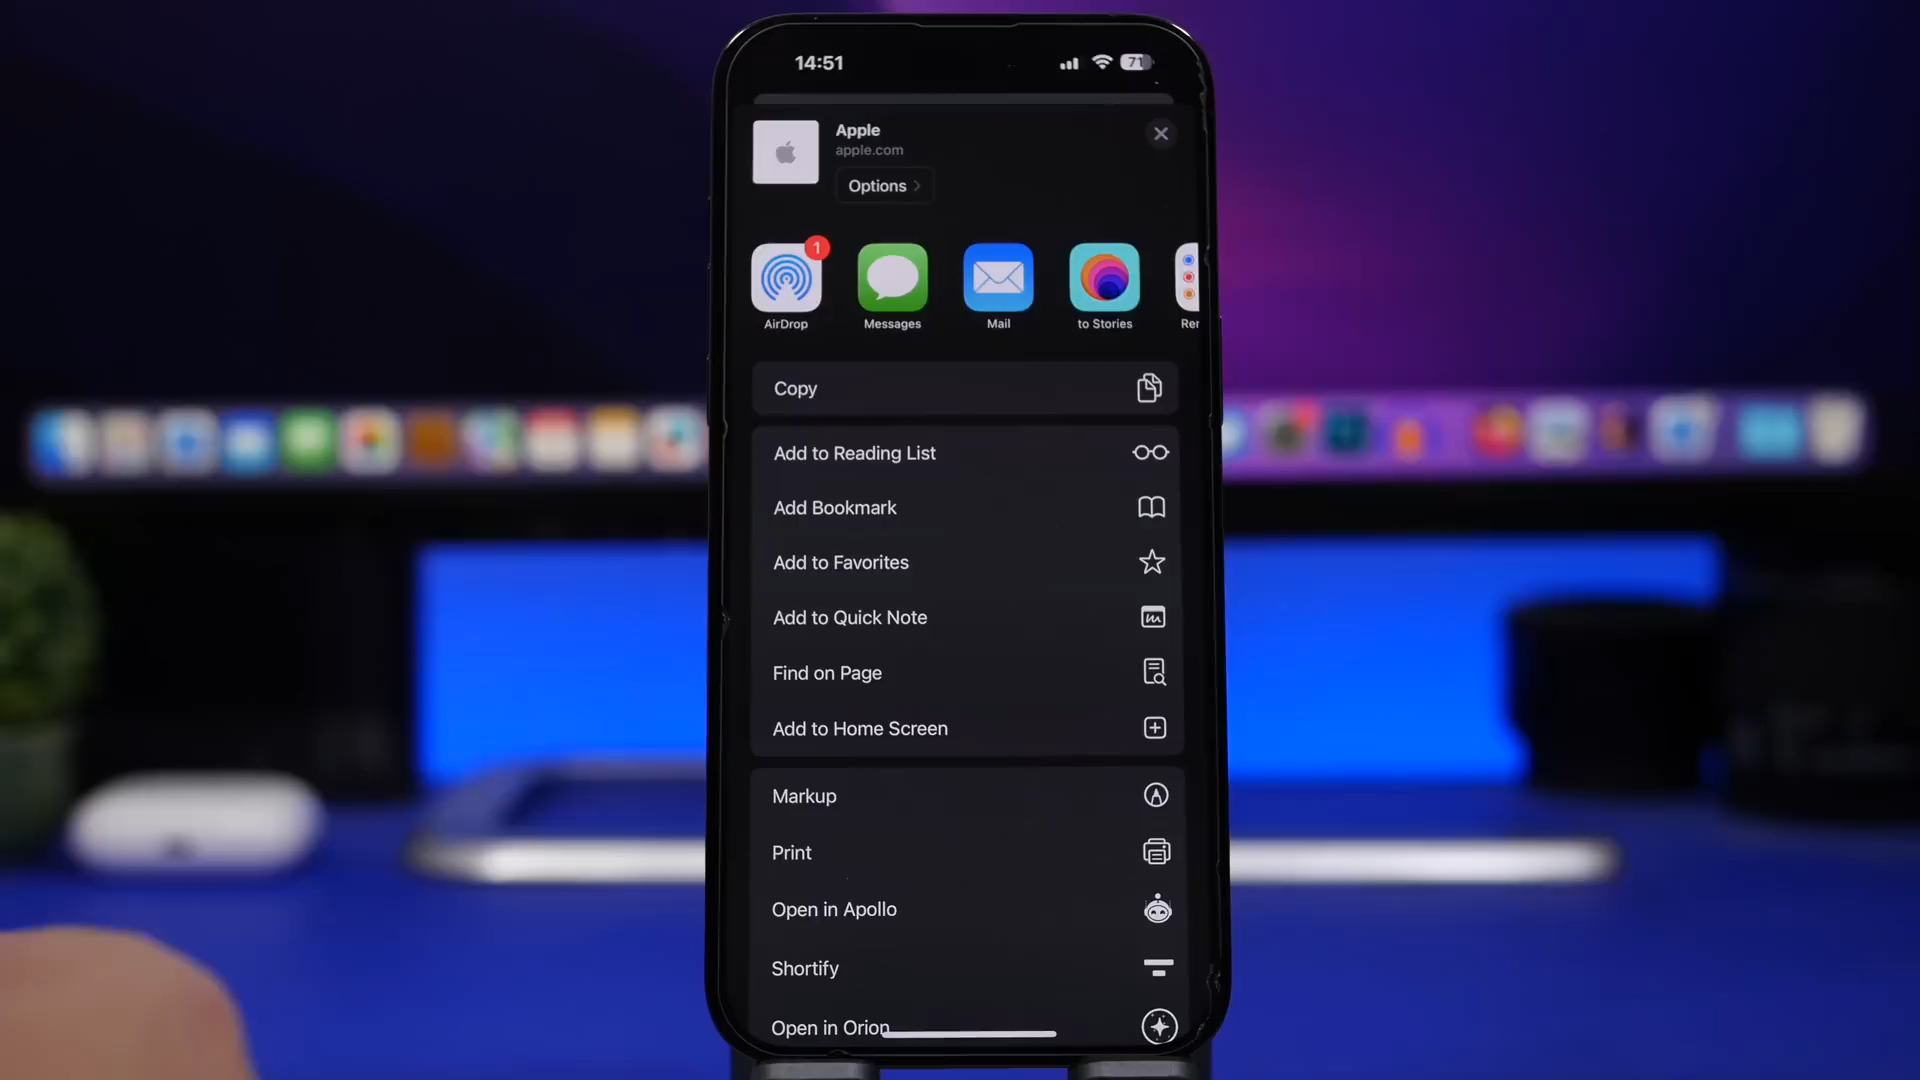 14:51
71
Apple
apple.com
Options
1
AirDrop
Messages
Mail
to Stories
Rer
Copy
Add to Reading List
Add Bookmark
Add to Favorites
Add to Quick Note
Find on Page
Add to Home Screen
Markup
Print
Open in Apollo
Shortify
Open in Orion